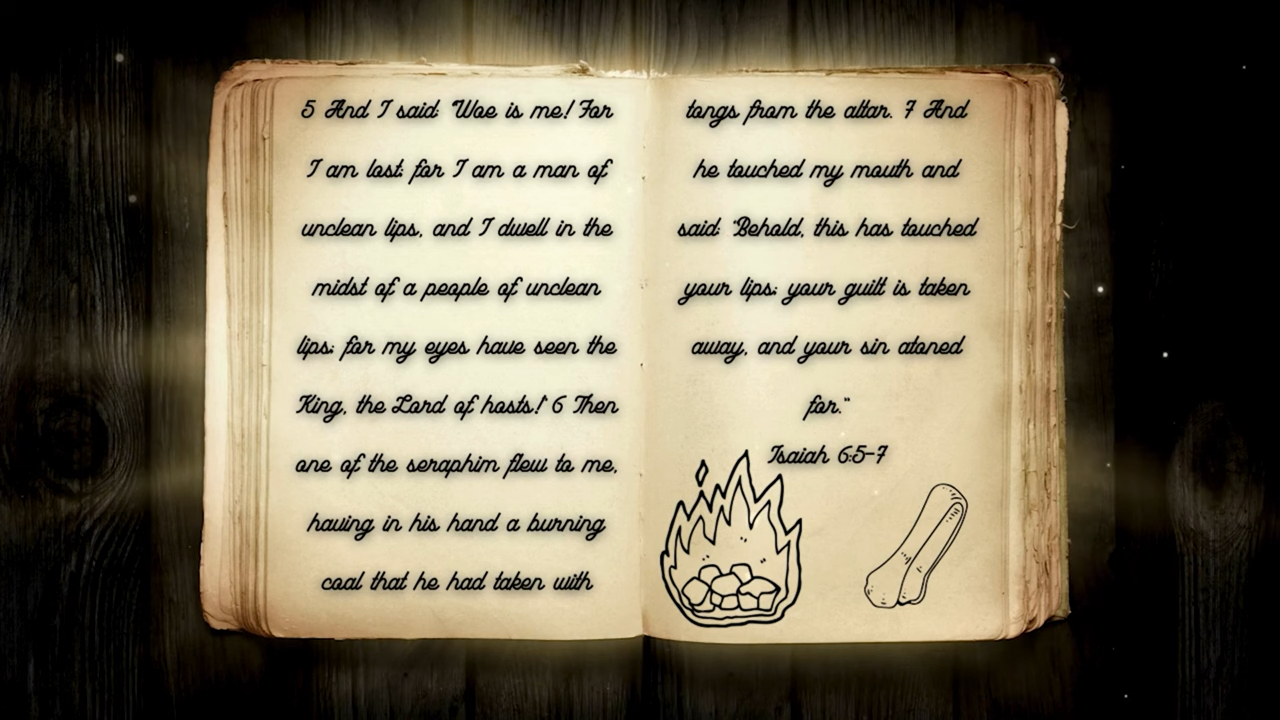 5 And I said: "Woe is me! For
I am lost; for I am a man of
unclean lips, and I dwell in the
midst of a people of unclean
lips; for my eyes have seen the
King, the Lord of hosts!" 6 Then
one of the seraphim flew to me,
having in his hand a burning
coal that he had taken with
tongs from the altar. 7 And
he touched my mouth and
said: "Behold, this has touched
your lips; your guilt is taken
away, and your sin atoned
for."
Isaiah 6:5-7